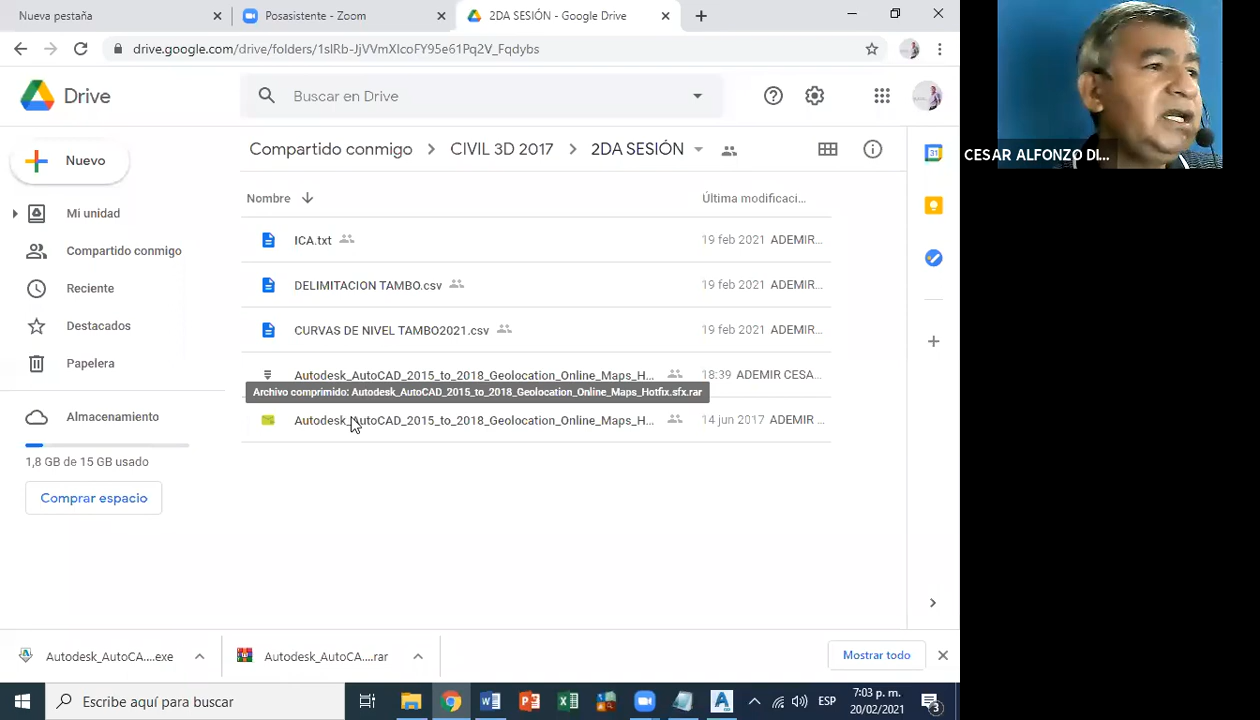 Nueva pestaña
Posasistente - Zoom
2DA SESIÓN - Google Drive
drive.google.com/drive/folders/1slRb-JjVVmXIcoFY95e61Pq2V_Fqdybs
Drive
Buscar en Drive
Nuevo
Mi unidad
Compartido conmigo
Reciente
Destacados
Papelera
Almacenamiento
1,8 GB de 15 GB usado
Comprar espacio
Compartido conmigo
CIVIL 3D 2017
2DA SESIÓN
Nombre
Última modificaci...
ICA.txt
19 feb 2021 ADEMIR...
DELIMITACION TAMBO.csv
19 feb 2021 ADEMIR...
CURVAS DE NIVEL TAMBO2021.csv
19 feb 2021 ADEMIR...
Autodesk_AutoCAD_2015_to_2018_Geolocation_Online_Maps_H...
18:39 ADEMIR CESA...
Archivo comprimido: Autodesk_AutoCAD_2015_to_2018_Geolocation_Online_Maps_Hotfix.sfx.rar
Autodesk_AutoCAD_2015_to_2018_Geolocation_Online_Maps_H...
14 jun 2017 ADEMIR ...
31
CESAR ALFONZO DI...
Autodesk_AutoCA....exe
Autodesk_AutoCA....rar
Mostrar todo
Escribe aquí para buscar
ESP
7:03 p. m.
20/02/2021
3